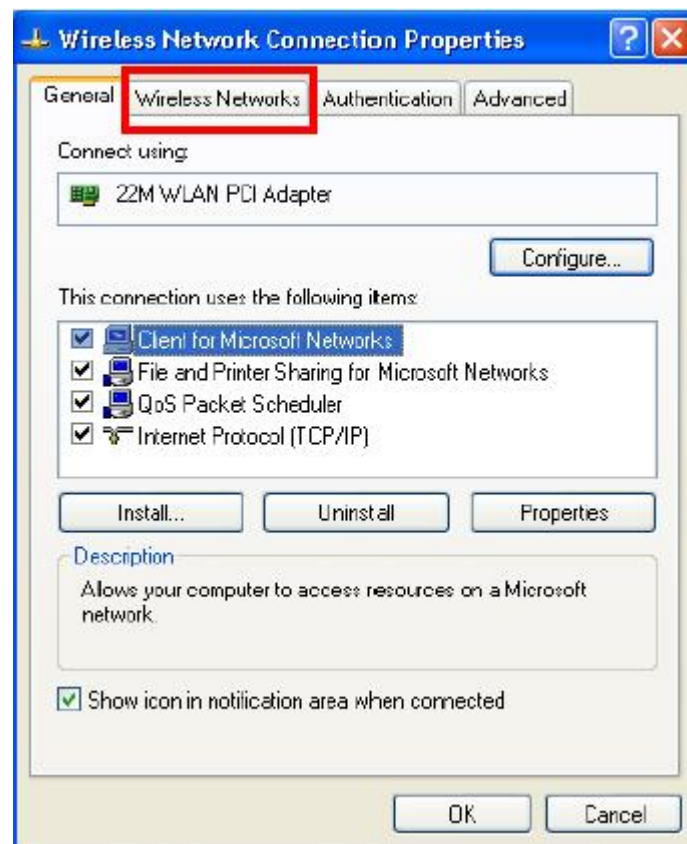 Wireless Network Connection Properties
General Wireless Networks Authentication Advanced
Connect using:
22M WLAN PCI Adapter
Configure...
This connection uses the following items:
Client for Microsoft Networks
File and Printer Sharing for Microsoft Networks
QoS Packet Scheduler
Internet Protocol (TCP/IP)
Install... Uninstall Properties
Description
Allows your computer to access resources on a Microsoft
network.
Show icon in notification area when connected
OK Cancel